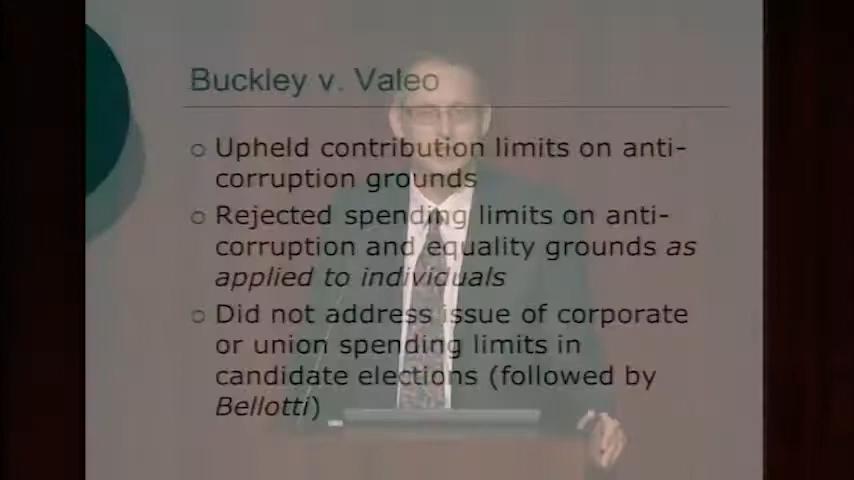 Buckley v. Valeo
○ Upheld contribution limits on anti-
corruption grounds
○ Rejected spending limits on anti-
corruption and equality grounds as
applied to individuals
○ Did not address issue of corporate
or union spending limits in
candidate elections (followed by
Bellotti)